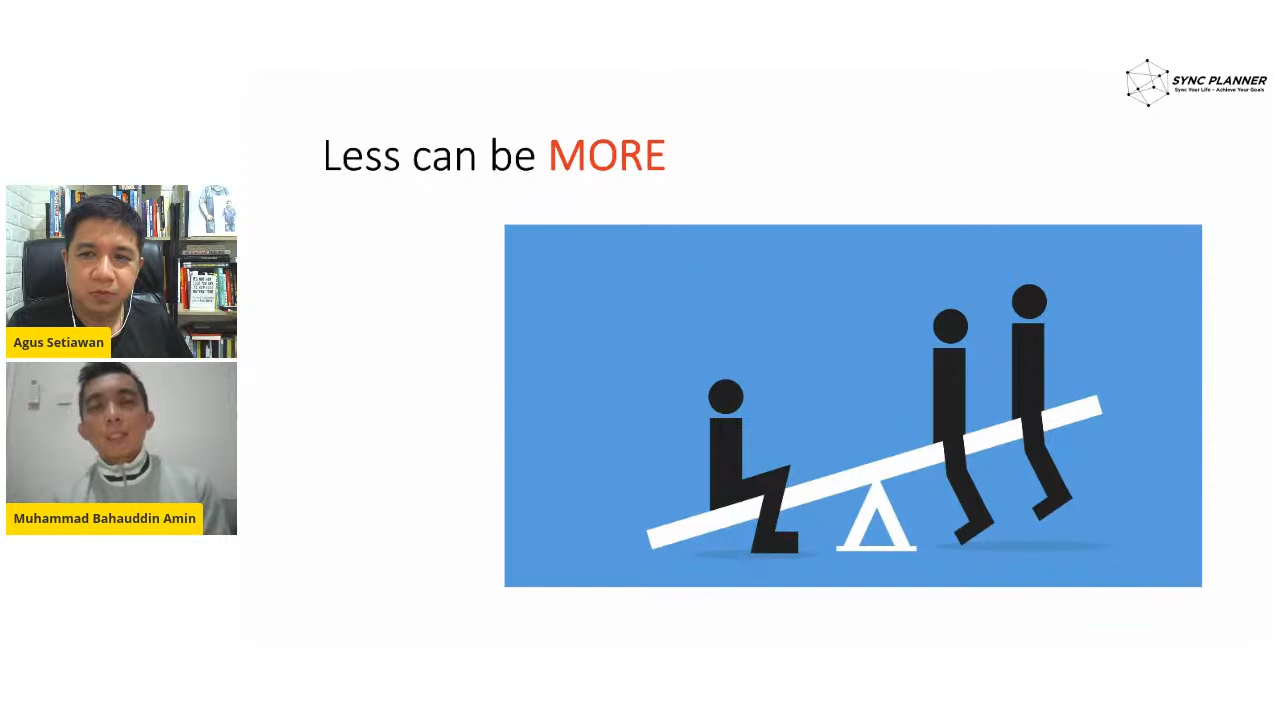 SYNC PLANNER
Sync Your Life - Achieve Your Goals
Less can be MORE
Agus Setiawan
Muhammad Bahauddin Amin